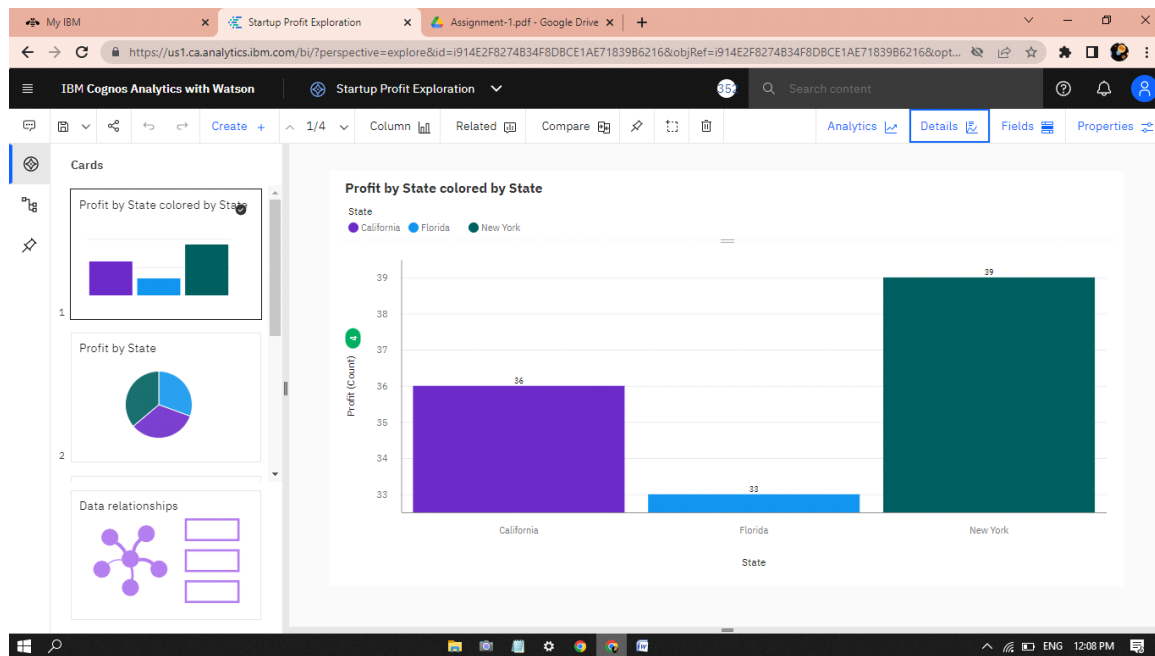 My IBM
Startup Profit Exploration
Assignment-1.pdf - Google Drive
https://us1.ca.analytics.ibm.com/bi/?perspective=explore&id=i914E2F8274B34F8DBCE1AE71839B6216&objRef=i914E2F8274B34F8DBCE1AE71839B6216&opt...
IBM Cognos Analytics with Watson
Startup Profit Exploration
352
Search content
Create +
1/4
Column
Related
Compare
Analytics
Details
Fields
Properties
Cards
Profit by State colored by State
1
Profit by State
2
Data relationships
Profit by State colored by State
State
California
Florida
New York
39
38
37
36
35
34
33
Profit (Count)
36
33
39
California
Florida
New York
State
ENG
12:08 PM